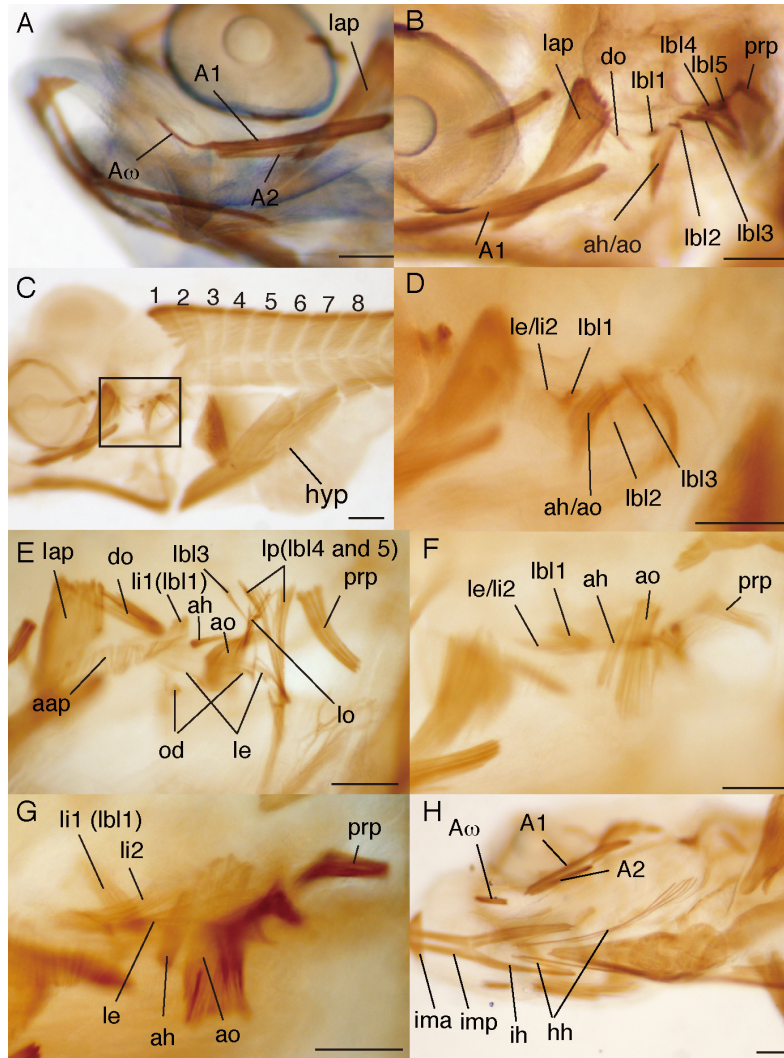 A
lap
A1
Aω
A2
B
lap
do
lbl1
lbl4
lbl5
prp
A1
ah/ao
lbl2
lbl3
C
1 2 3 4 5 6 7 8
hyp
D
le/li2
lbl1
ah/ao
lbl2
lbl3
E
lap
do
lbl3
lp(lbl4 and 5)
li1(lbl1)
prp
ah
ao
aap
od
le
lo
F
le/li2
lbl1
ah
ao
prp
G
li1 (lbl1)
li2
prp
le
ah
ao
H
Aω
A1
A2
ima
imp
ih
hh